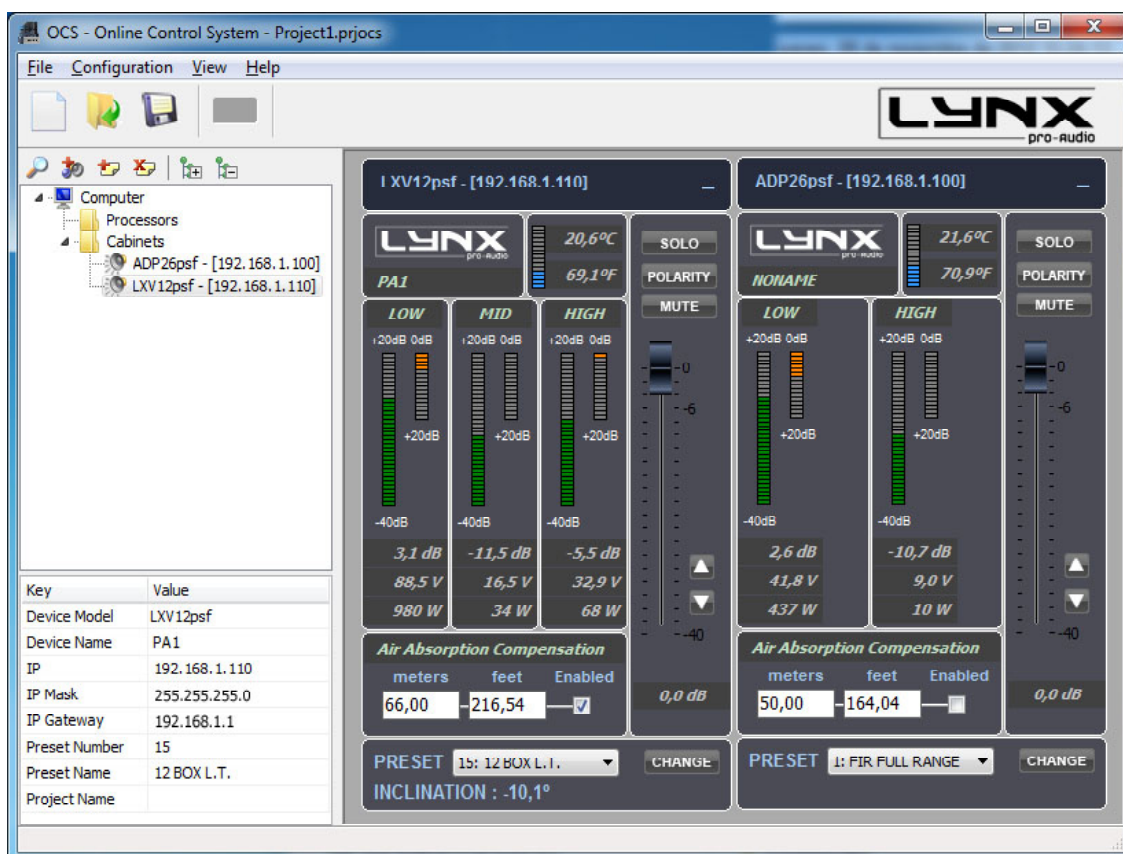 OCS - Online Control System - Project1.prjocs
File Configuration View Help
LYNX
pro-audio
Computer
Processors
Cabinets
ADP26psf - [192.168.1.100]
LXV12psf - [192.168.1.110]
Key Value
Device Model LXV12psf
Device Name PA1
IP 192.168.1.110
IP Mask 255.255.255.0
IP Gateway 192.168.1.1
Preset Number 15
Preset Name 12 BOX L.T.
Project Name
LXV12psf - [192.168.1.110]
LYNX
pro-audio
PA1
20,6ºC
69,1ºF
SOLO
POLARITY
MUTE
LOW MID HIGH
+20dB 0dB +20dB 0dB +20dB 0dB
0
-6
+20dB +20dB +20dB
-40dB -40dB -40dB
3,1 dB -11,5 dB -5,5 dB
88,5 V 16,5 V 32,9 V
980 W 34 W 68 W
-40
Air Absorption Compensation
meters feet Enabled
66,00 216,54
0,0 dB
PRESET 15: 12 BOX L.T. CHANGE
INCLINATION : -10,1º
ADP26psf - [192.168.1.100]
LYNX
pro-audio
NONAME
21,6ºC
70,9ºF
SOLO
POLARITY
MUTE
LOW HIGH
+20dB 0dB +20dB 0dB
0
-6
+20dB +20dB
-40dB -40dB
2,6 dB -10,7 dB
41,8 V 9,0 V
437 W 10 W
-40
Air Absorption Compensation
meters feet Enabled
50,00 164,04
0,0 dB
PRESET 1: FIR FULL RANGE CHANGE